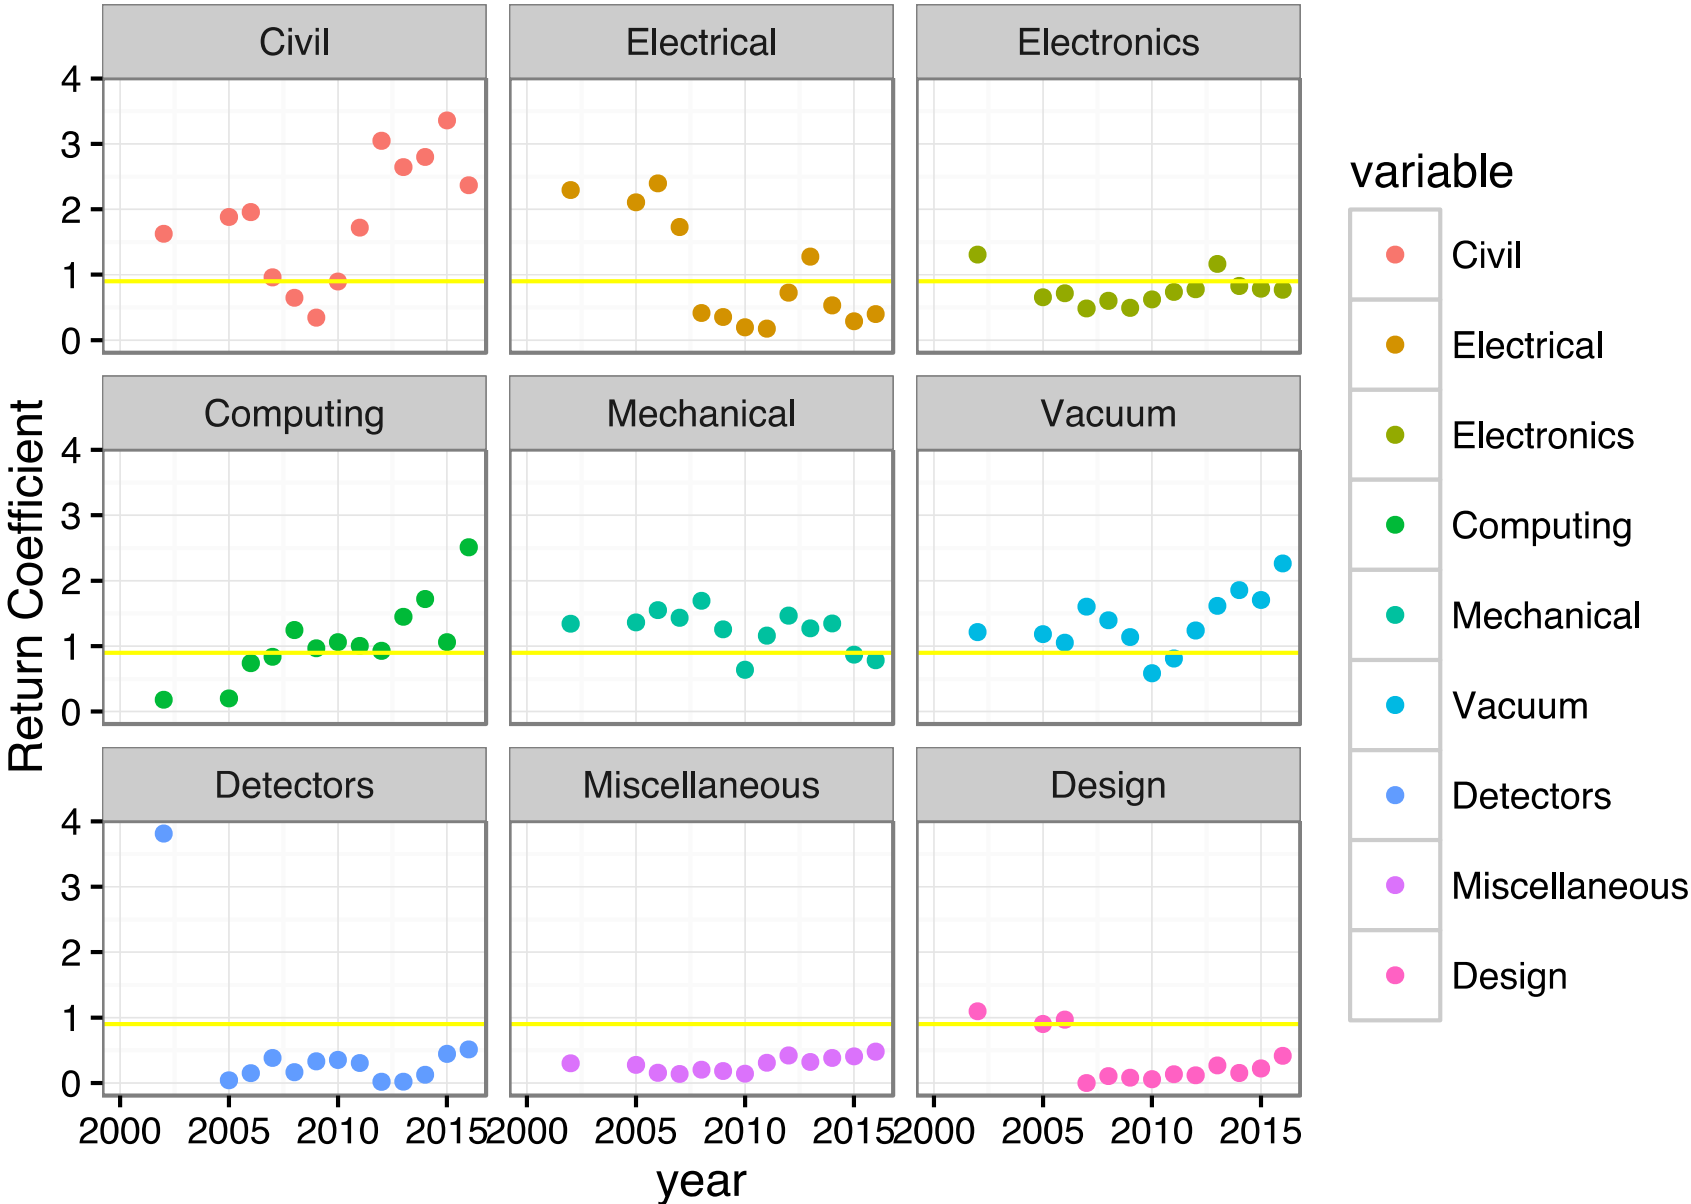 Civil Electrical Electronics
4
3
2
1
0
Computing Mechanical Vacuum
4
3
2
1
0
Detectors Miscellaneous Design
4
3
2
1
0
2000 2005 2010 2015 2000 2005 2010 2015 2000 2005 2010 2015
year
Return Coefficient
variable
Civil
Electrical
Electronics
Computing
Mechanical
Vacuum
Detectors
Miscellaneous
Design